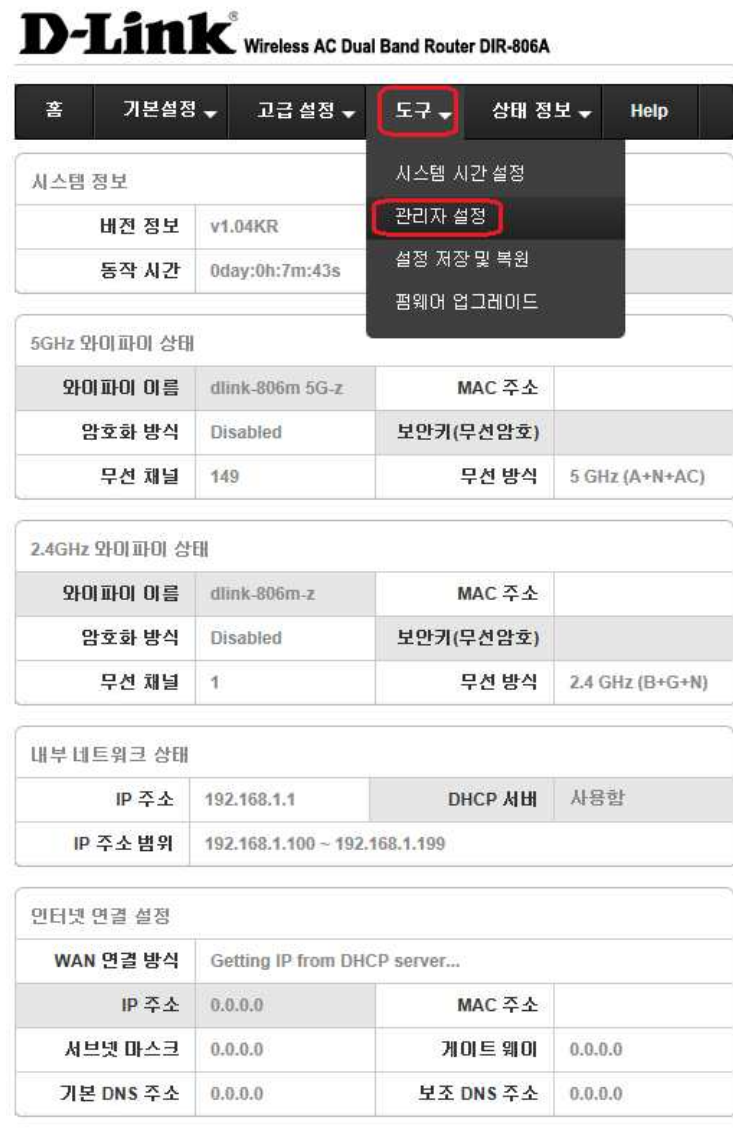 D-Link® Wireless AC Dual Band Router DIR-806A
홈 기본설정 고급 설정 도구 상태 정보 Help
시스템 시간 설정
관리자 설정
설정 저장 및 복원
펌웨어 업그레이드
시스템 정보
버전 정보 v1.04KR
동작 시간 0day:0h:7m:43s
5GHz 와이파이 상태
와이파이 이름 dlink-806m 5G-z MAC 주소
암호화 방식 Disabled 보안키(무선암호)
무선 채널 149 무선 방식 5 GHz (A+N+AC)
2.4GHz 와이파이 상태
와이파이 이름 dlink-806m-z MAC 주소
암호화 방식 Disabled 보안키(무선암호)
무선 채널 1 무선 방식 2.4 GHz (B+G+N)
내부 네트워크 상태
IP 주소 192.168.1.1 DHCP 서버 사용함
IP 주소 범위 192.168.1.100 ~ 192.168.1.199
인터넷 연결 설정
WAN 연결 방식 Getting IP from DHCP server...
IP 주소 0.0.0.0 MAC 주소
서브넷 마스크 0.0.0.0 게이트 웨이 0.0.0.0
기본 DNS 주소 0.0.0.0 보조 DNS 주소 0.0.0.0